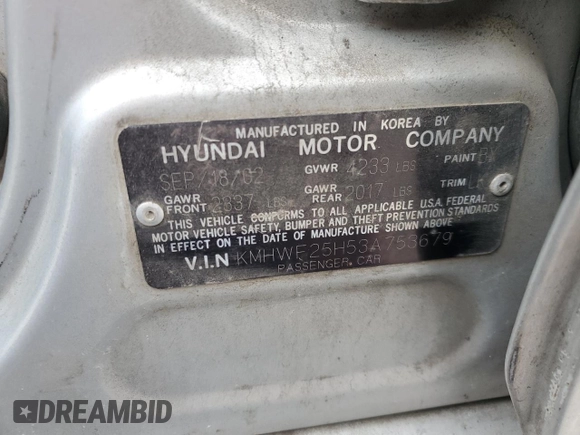 MANUFACTURED IN KOREA BY
HYUNDAI MOTOR COMPANY
SEP/18/02 GVWR 4233 LBS PAINT
GAWR FRONT LBS GAWR REAR 2017 LBS TRIM
THIS VEHICLE CONFORMS TO ALL APPLICABLE U.S.A. FEDERAL
MOTOR VEHICLE SAFETY, BUMPER AND THEFT PREVENTION STANDARDS
IN EFFECT ON THE DATE OF MANUFACTURE SHOWN ABOVE
V.I.N KMHWF25H53A753679
PASSENGER CAR
DREAMBID